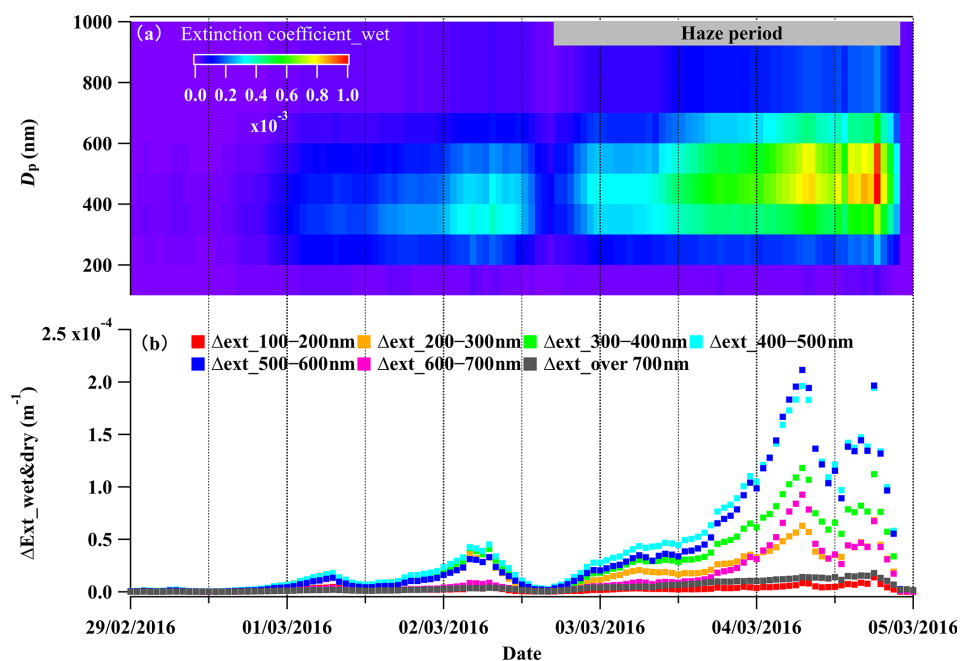 1000
(a) Extinction coefficient_wet
Haze period
0.0 0.2 0.4 0.6 0.8 1.0
x10⁻³
800
600
400
200
Dₚ (nm)
2.5 x10⁻⁴
(b)
Δext_100−200nm Δext_200−300nm Δext_300−400nm Δext_400−500nm
Δext_500−600nm Δext_600−700nm Δext_over 700nm
2.0
1.5
1.0
0.5
0.0
ΔExt_wet&dry (m⁻¹)
29/02/2016 01/03/2016 02/03/2016 03/03/2016 04/03/2016 05/03/2016
Date